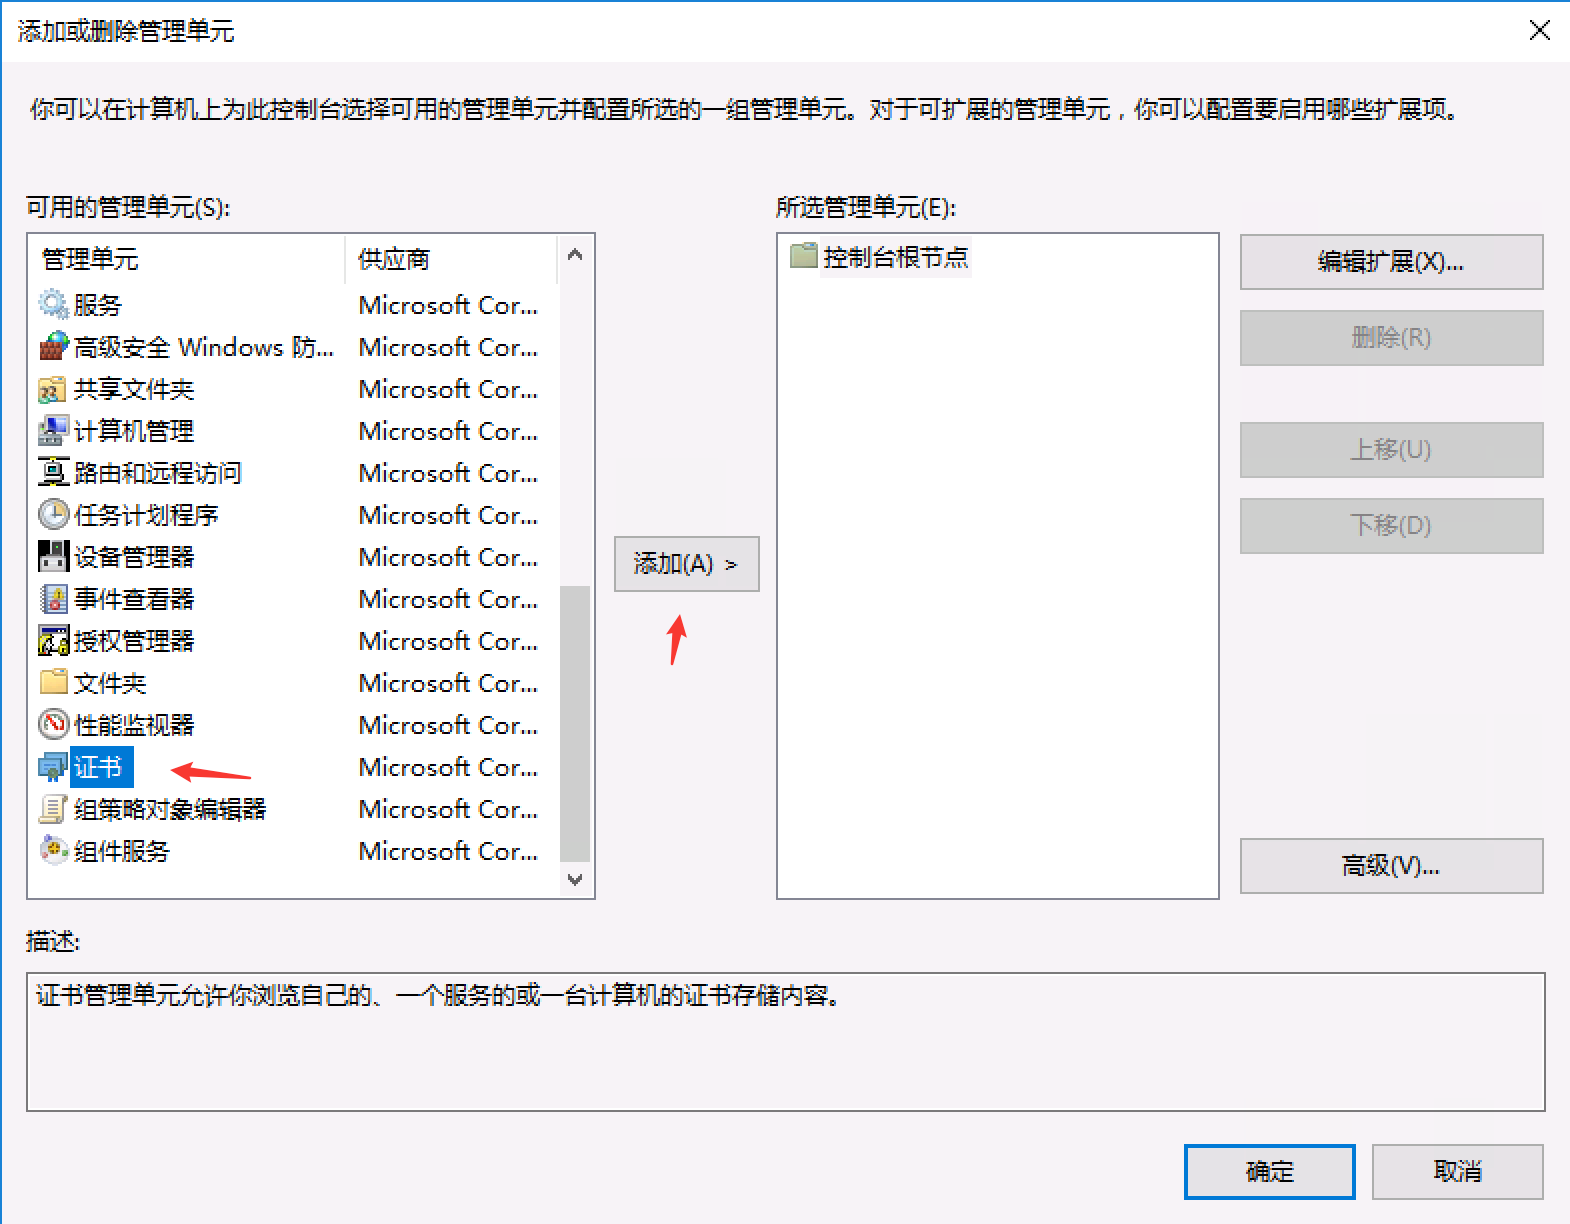 添加或删除管理单元
你可以在计算机上为此控制台选择可用的管理单元并配置所选的一组管理单元。对于可扩展的管理单元，你可以配置要启用哪些扩展项。
可用的管理单元(S):
管理单元 供应商
服务 Microsoft Cor...
高级安全 Windows 防... Microsoft Cor...
共享文件夹 Microsoft Cor...
计算机管理 Microsoft Cor...
路由和远程访问 Microsoft Cor...
任务计划程序 Microsoft Cor...
设备管理器 Microsoft Cor...
事件查看器 Microsoft Cor...
授权管理器 Microsoft Cor...
文件夹 Microsoft Cor...
性能监视器 Microsoft Cor...
证书 Microsoft Cor...
组策略对象编辑器 Microsoft Cor...
组件服务 Microsoft Cor...
添加(A) >
所选管理单元(E):
控制台根节点
编辑扩展(X)...
删除(R)
上移(U)
下移(D)
高级(V)...
描述:
证书管理单元允许你浏览自己的、一个服务的或一台计算机的证书存储内容。
确定
取消